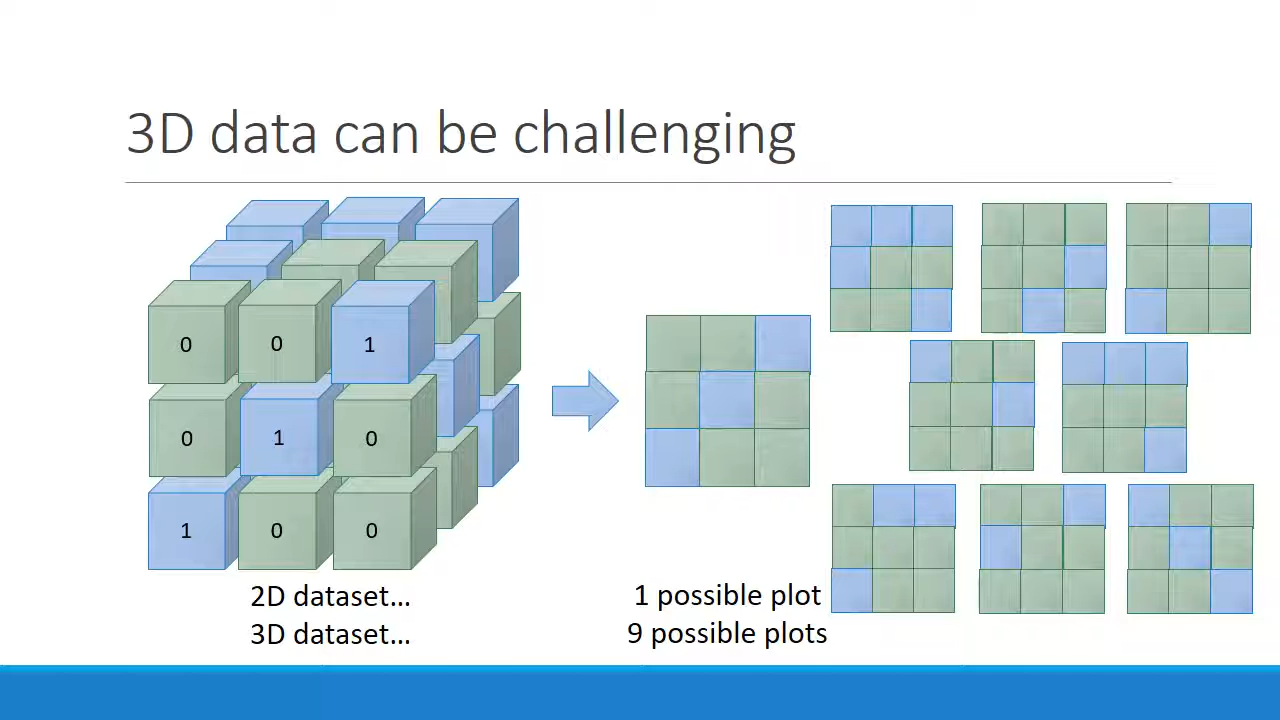 3D data can be challenging
0 0 1
0 1 0
1 0 0
2D dataset...
3D dataset...
1 possible plot
9 possible plots